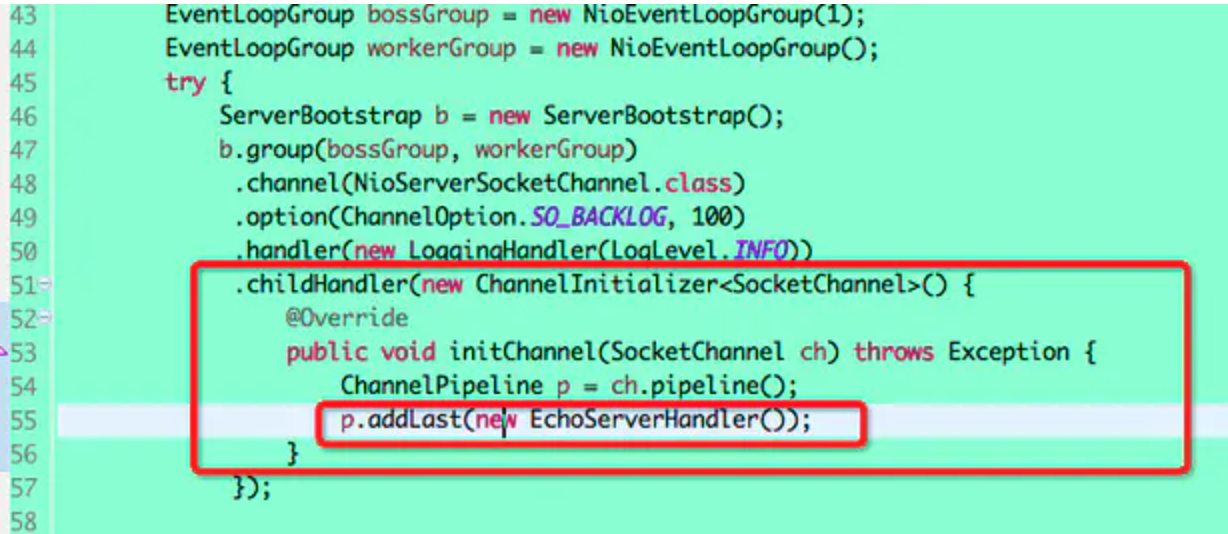 43 EventLoopGroup bossGroup = new NioEventLoopGroup(1);
44 EventLoopGroup workerGroup = new NioEventLoopGroup();
45 try {
46 ServerBootstrap b = new ServerBootstrap();
47 b.group(bossGroup, workerGroup)
48 .channel(NioServerSocketChannel.class)
49 .option(ChannelOption.SO_BACKLOG, 100)
50 .handler(new LoggingHandler(LogLevel.INFO))
51 .childHandler(new ChannelInitializer<SocketChannel>() {
52 @Override
53 public void initChannel(SocketChannel ch) throws Exception {
54 ChannelPipeline p = ch.pipeline();
55 p.addLast(new EchoServerHandler());
56 }
57 });
58